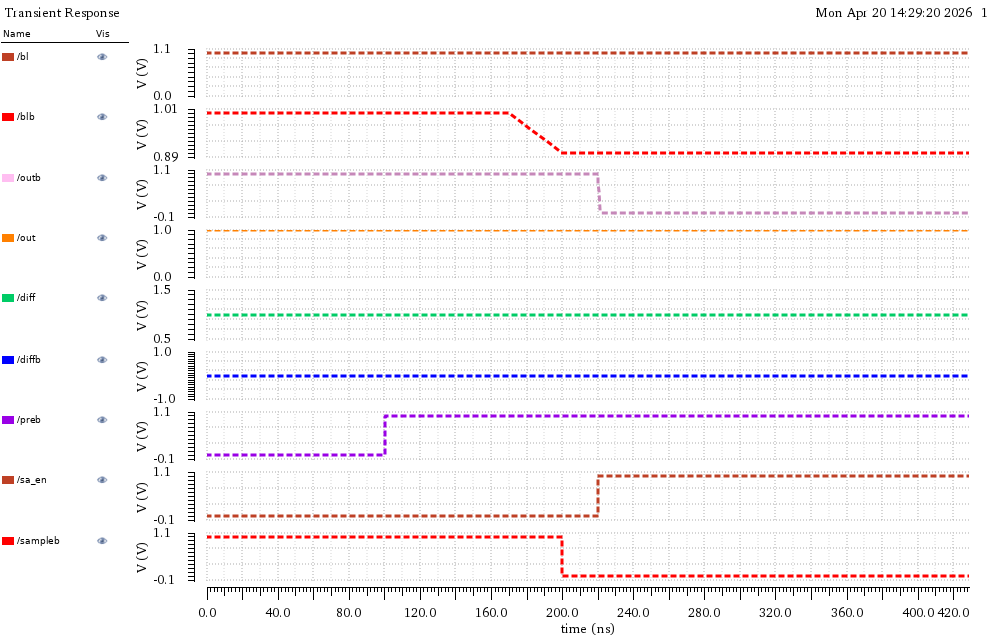 Transient Response Mon Apr 20 14:29:20 2026 1
Name Vis
/bl V (V) 1.1 0.0
/blb V (V) 1.01 0.89
/outb V (V) 1.1 -0.1
/out V (V) 1.0 0.0
/diff V (V) 1.5 0.5
/diffb V (V) 1.0 -1.0
/preb V (V) 1.1 -0.1
/sa_en V (V) 1.1 -0.1
/sampleb V (V) 1.1 -0.1
0.0 40.0 80.0 120.0 160.0 200.0 240.0 280.0 320.0 360.0 400.0 420.0
time (ns)